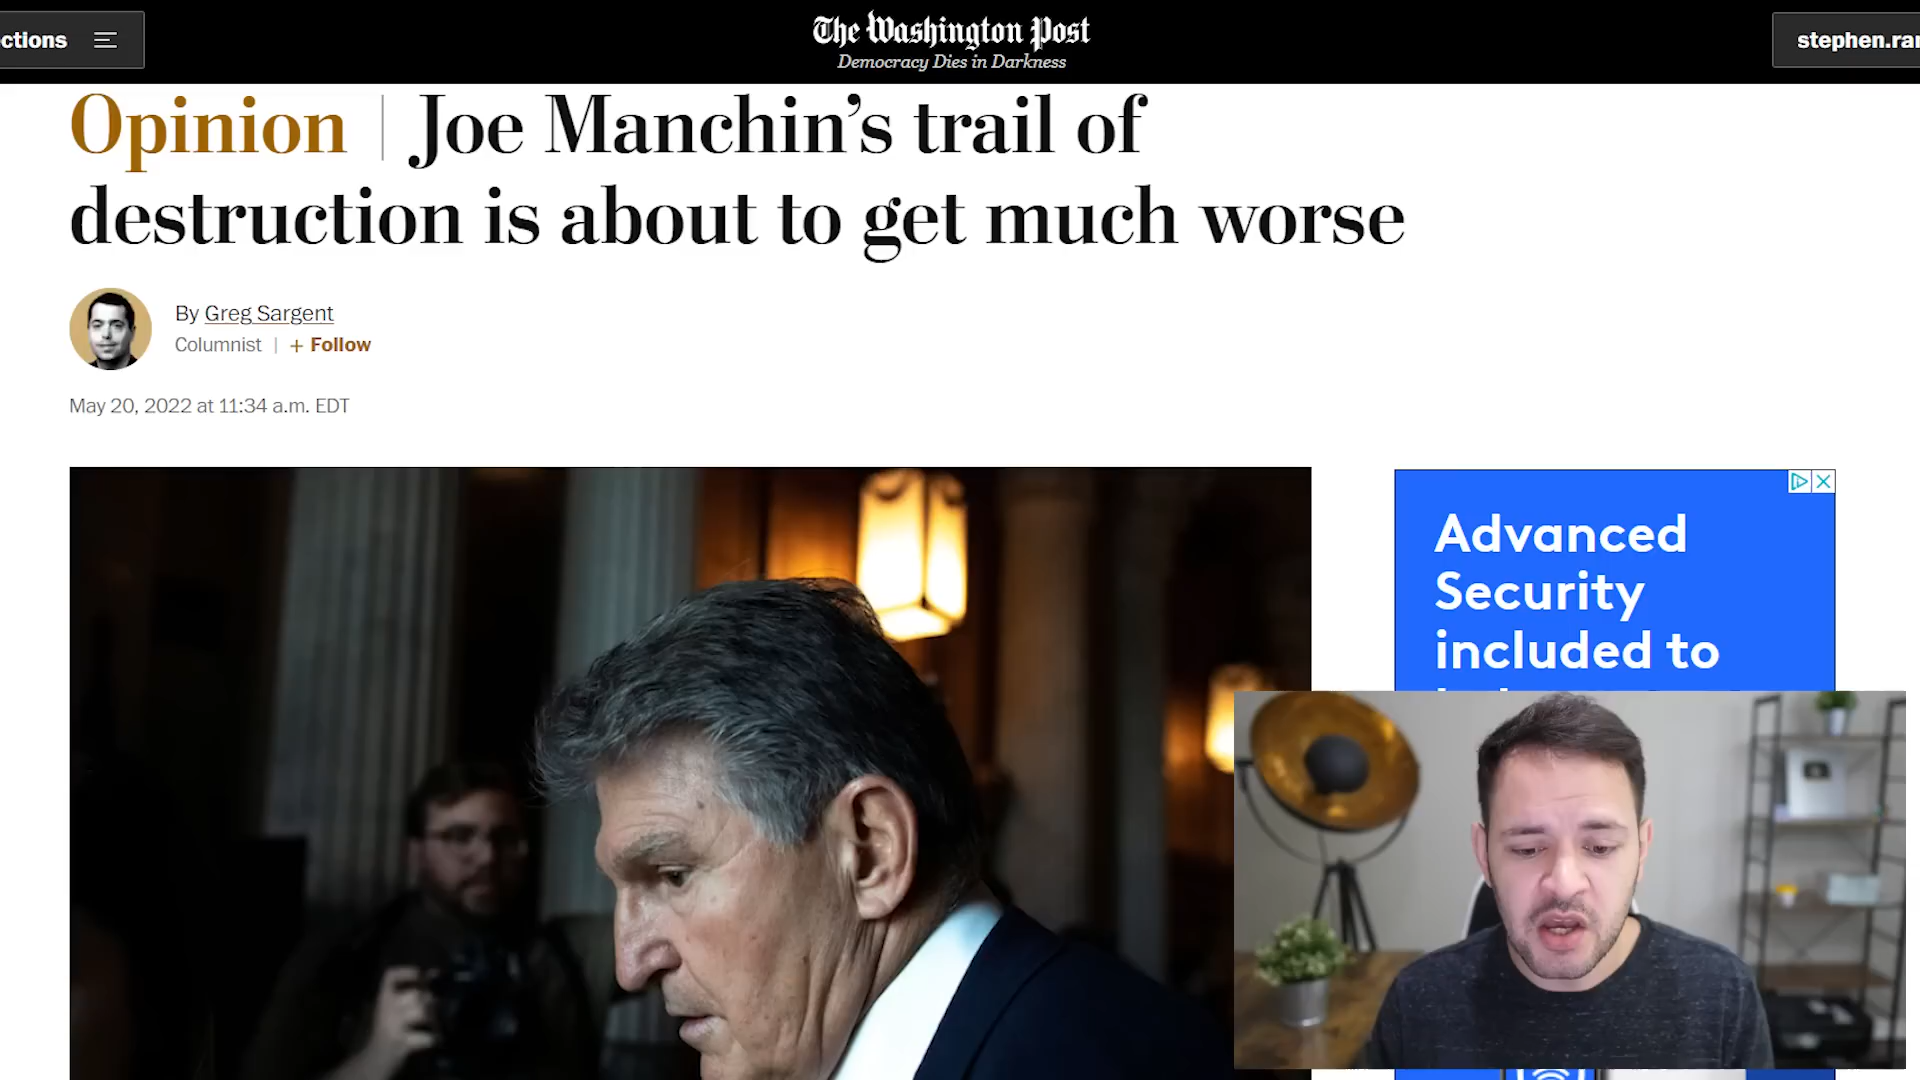 ctions
The Washington Post
Democracy Dies in Darkness
stephen.ra
Opinion | Joe Manchin's trail of
destruction is about to get much worse
By Greg Sargent
Columnist | + Follow
May 20, 2022 at 11:34 a.m. EDT
Advanced
Security
included to